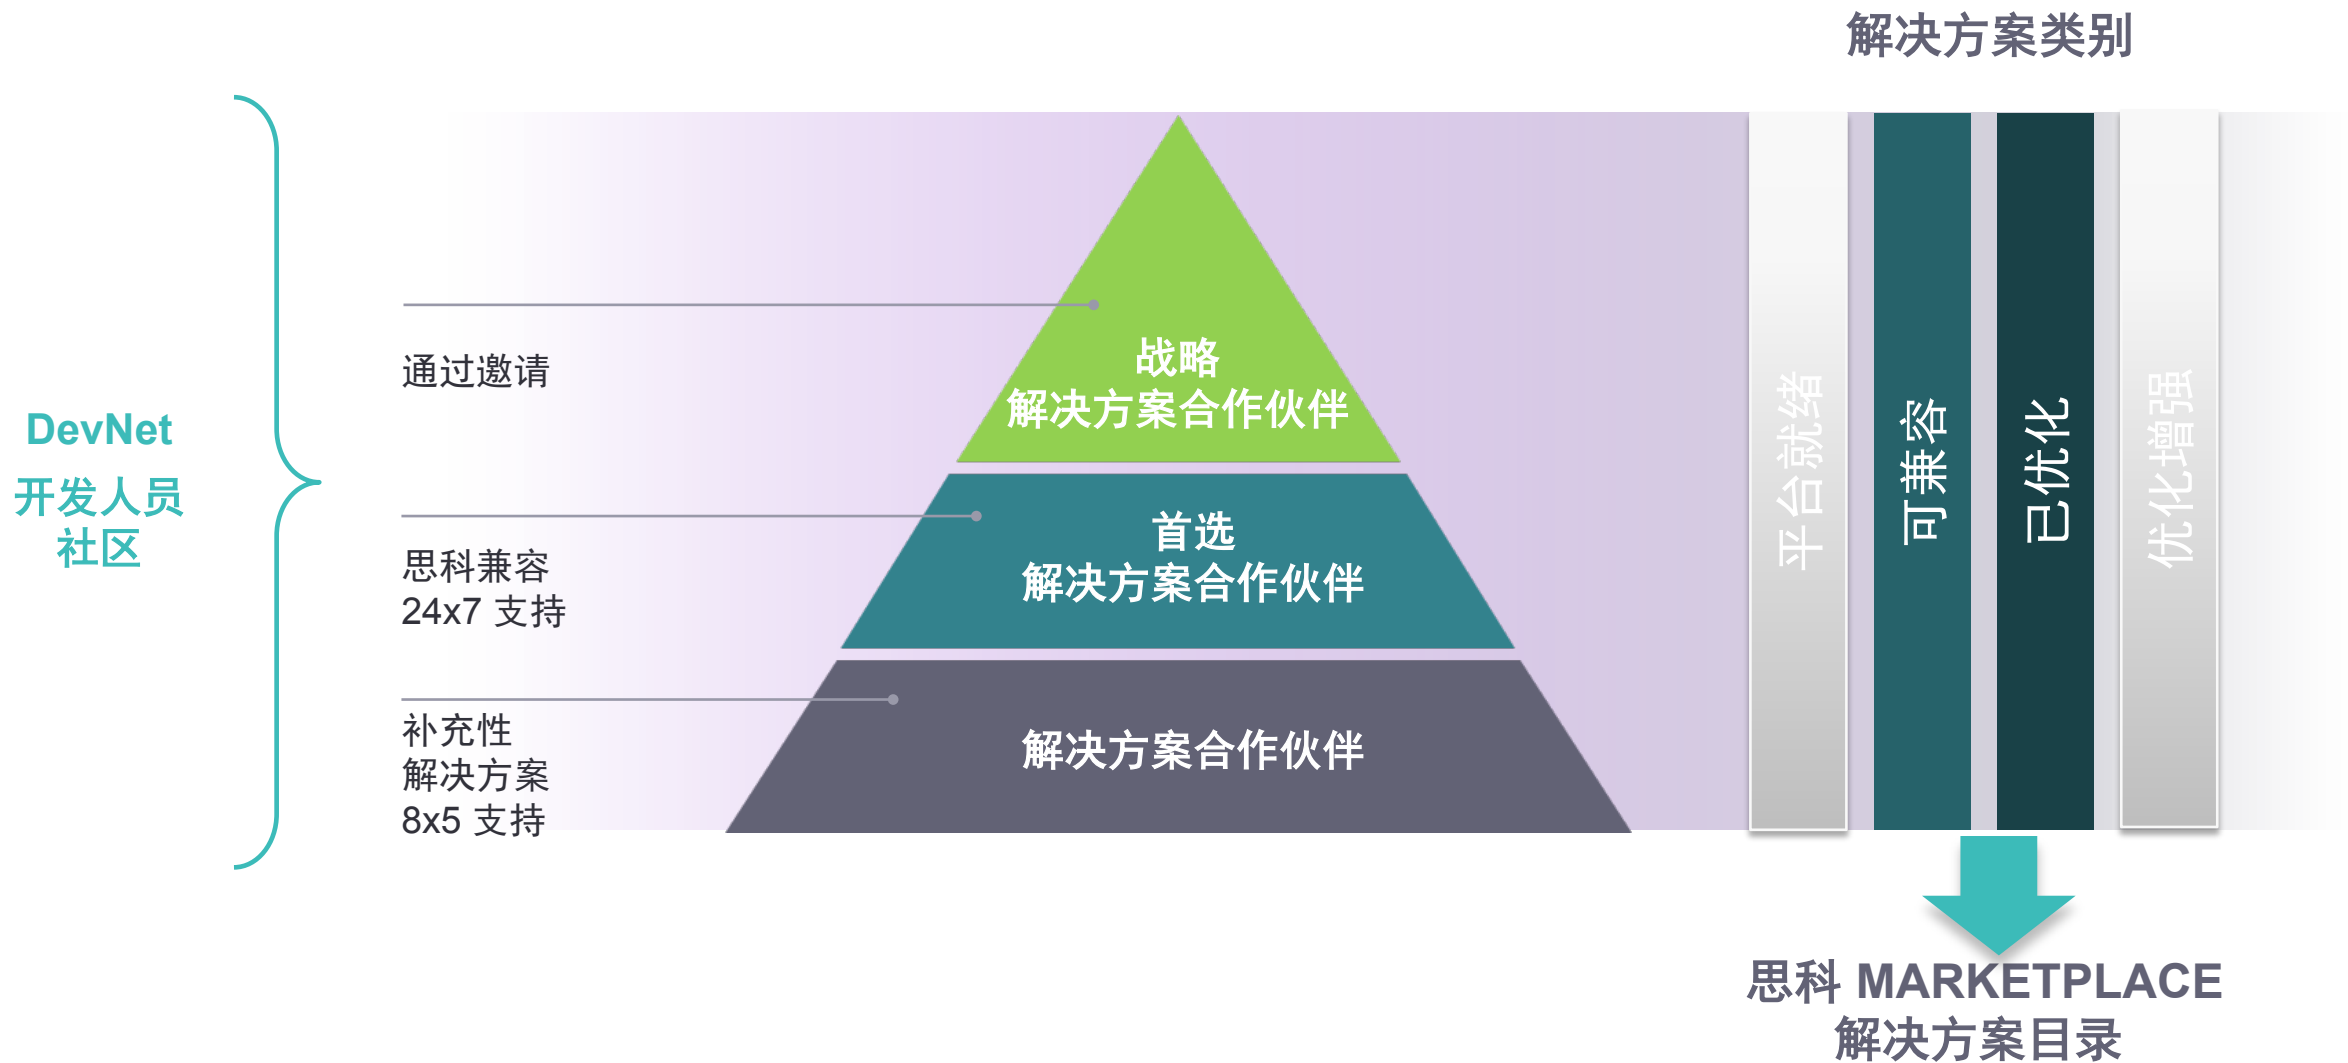 解决方案类别
DevNet
开发人员
社区
通过邀请
思科兼容
24x7 支持
补充性
解决方案
8x5 支持
战略
解决方案合作伙伴
首选
解决方案合作伙伴
解决方案合作伙伴
平台就绪
可兼容
已优化
优化增强
思科 MARKETPLACE
解决方案目录